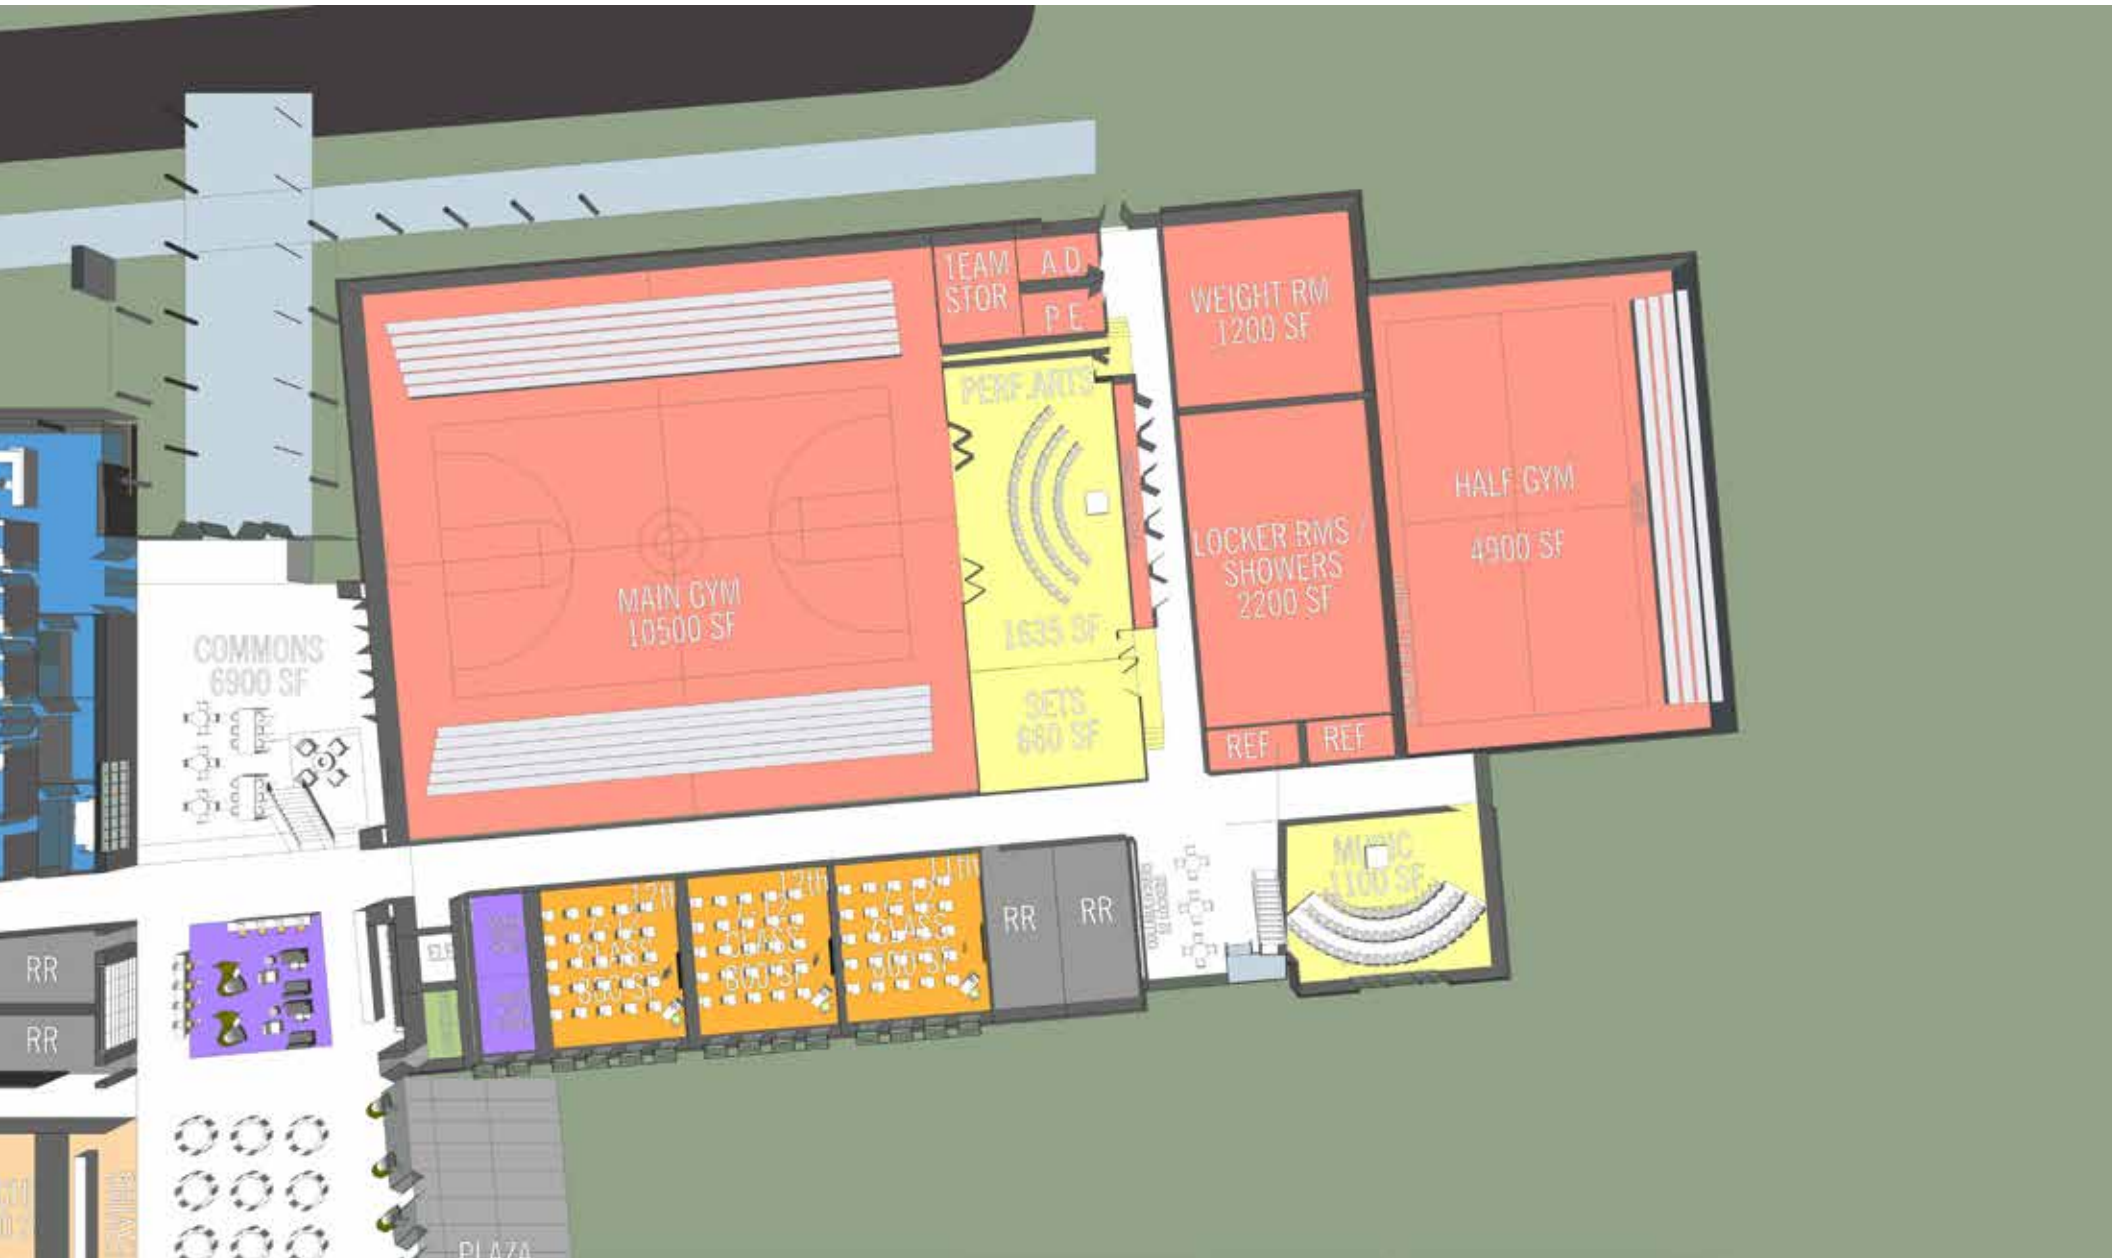 TEAM
STOR
A.D.
P.E.
WEIGHT RM
1200 SF
PERF.ARTS
1635 SF
SETS
660 SF
MAIN GYM
10500 SF
LOCKER RMS /
SHOWERS
2200 SF
REF
REF
HALF GYM
4900 SF
COMMONS
6900 SF
MUSIC
1100 SF
12th
CLASS
12th
CLASS
800 SF
11th
CLASS
800 SF
RR
RR
RR
RR
PLAZA